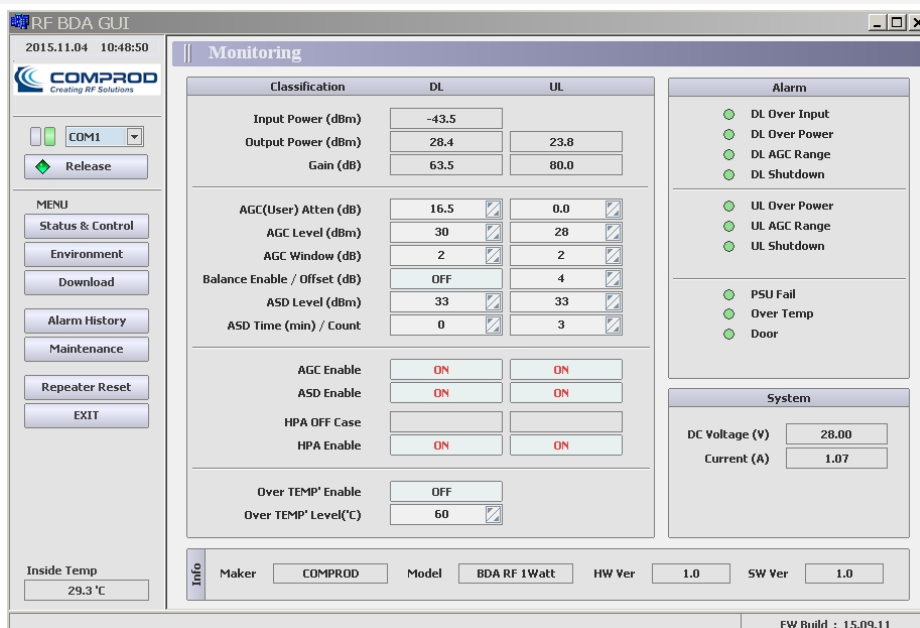 RF BDA GUI
2015.11.04 10:48:50
COMPROD
Creating RF Solutions
COM1
Release
MENU
Status & Control
Environment
Download
Alarm History
Maintenance
Repeater Reset
EXIT
Inside Temp
29.3 'C
Monitoring
Classification DL UL
Input Power (dBm) -43.5
Output Power (dBm) 28.4 23.8
Gain (dB) 63.5 80.0
AGC(User) Atten (dB) 16.5 0.0
AGC Level (dBm) 30 28
AGC Window (dB) 2 2
Balance Enable / Offset (dB) OFF 4
ASD Level (dBm) 33 33
ASD Time (min) / Count 0 3
AGC Enable ON ON
ASD Enable ON ON
HPA OFF Case
HPA Enable ON ON
Over TEMP' Enable OFF
Over TEMP' Level('C) 60
Alarm
DL Over Input
DL Over Power
DL AGC Range
DL Shutdown
UL Over Power
UL AGC Range
UL Shutdown
PSU Fail
Over Temp
Door
System
DC Voltage (V) 28.00
Current (A) 1.07
Info
Maker COMPROD Model BDA RF 1Watt HW Ver 1.0 SW Ver 1.0
FW Build : 15.09.11